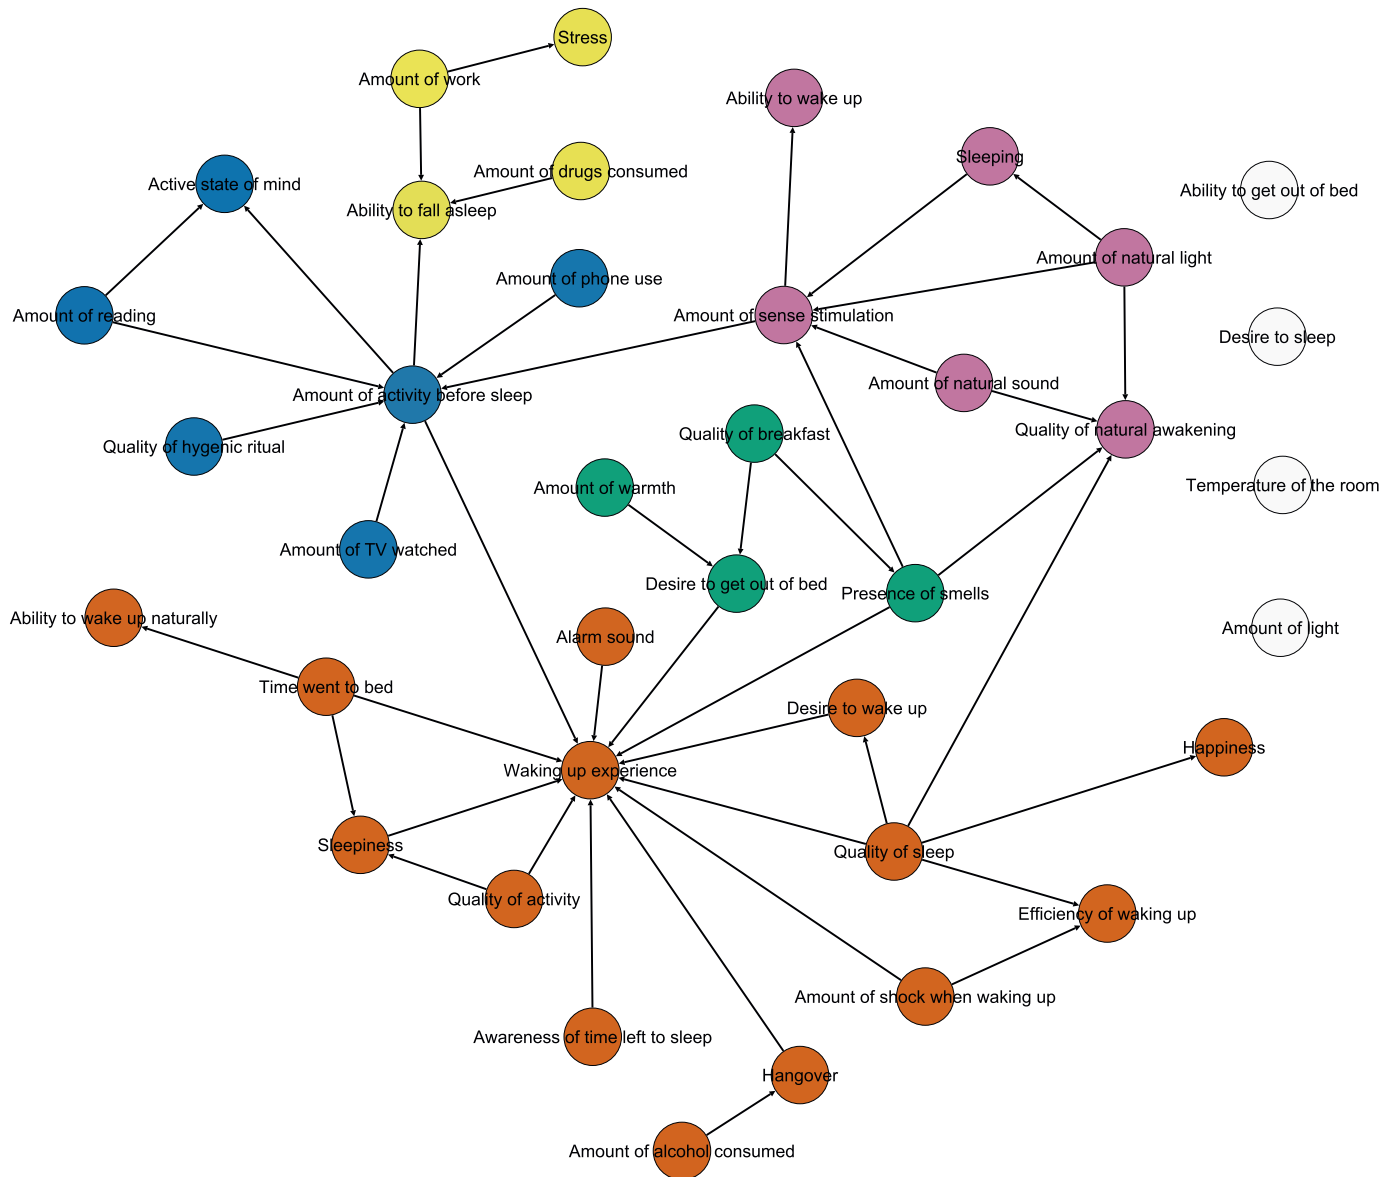 Stress
Amount of work
Ability to wake up
Sleeping
Amount of drugs consumed
Active state of mind
Ability to get out of bed
Ability to fall asleep
Amount of natural light
Amount of phone use
Amount of reading
Amount of sense stimulation
Desire to sleep
Amount of natural sound
Amount of activity before sleep
Quality of breakfast
Quality of natural awakening
Quality of hygenic ritual
Amount of warmth
Temperature of the room
Amount of TV watched
Desire to get out of bed
Presence of smells
Ability to wake up naturally
Amount of light
Alarm sound
Time went to bed
Desire to wake up
Happiness
Waking up experience
Sleepiness
Quality of sleep
Quality of activity
Efficiency of waking up
Amount of shock when waking up
Awareness of time left to sleep
Hangover
Amount of alcohol consumed